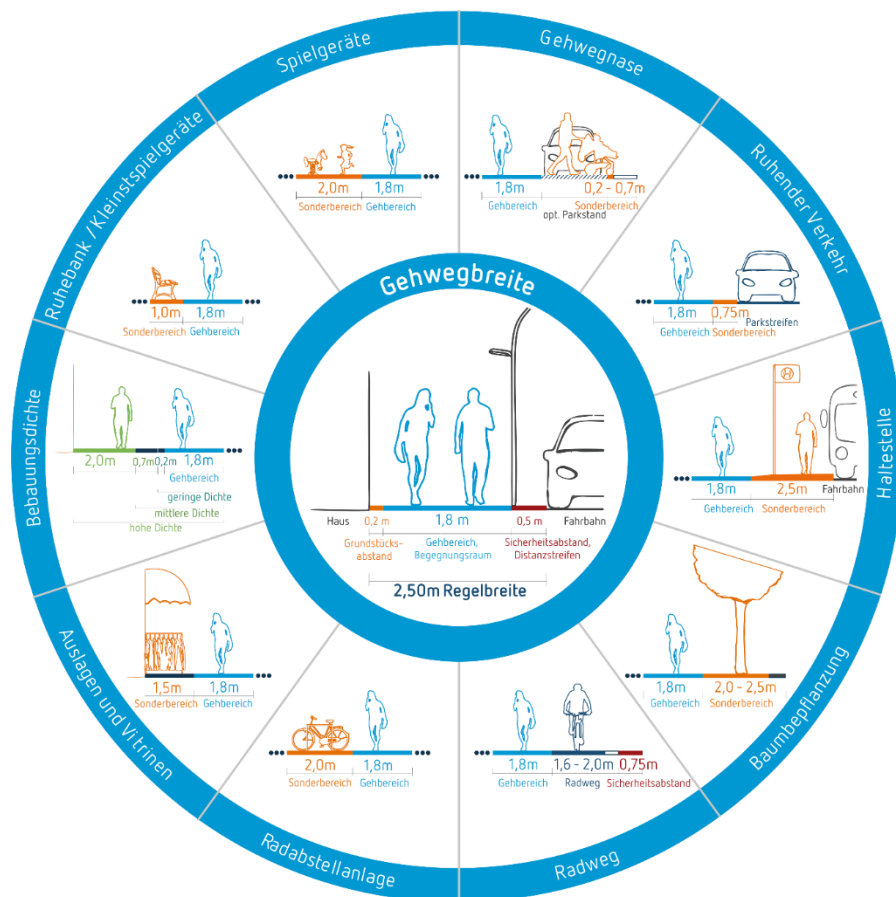 Gehwegbreite
Haus
0,2 m
1,8 m
0,5 m
Fahrbahn
Grundstücks-
abstand
Gehbereich,
Begegnungsraum
Sicherheitsabstand,
Distanzstreifen
2,50m Regelbreite
Gehwegnase
1,8m
0,2 - 0,7m
Gehbereich
Sonderbereich
opt. Parkstand
Ruhender Verkehr
1,8m
0,75m
Parkstreifen
Gehbereich
Sonderbereich
Haltestelle
H
1,8m
2,5m
Fahrbahn
Gehbereich
Sonderbereich
Baumbepflanzung
1,8m
2,0 - 2,5m
Gehbereich
Sonderbereich
Radweg
1,8m
1,6 - 2,0m
0,75m
Gehbereich
Radweg
Sicherheitsabstand
Radabstellanlage
2,0m
1,8m
Sonderbereich
Gehbereich
Auslagen und Vitrinen
1,5m
1,8m
Sonderbereich
Gehbereich
Bebauungsdichte
2,0m
0,7m
0,2m
1,8m
Gehbereich
geringe Dichte
mittlere Dichte
hohe Dichte
Ruhebank / Kleinstspielgeräte
1,0m
1,8m
Sonderbereich
Gehbereich
Spielgeräte
2,0m
1,8m
Sonderbereich
Gehbereich